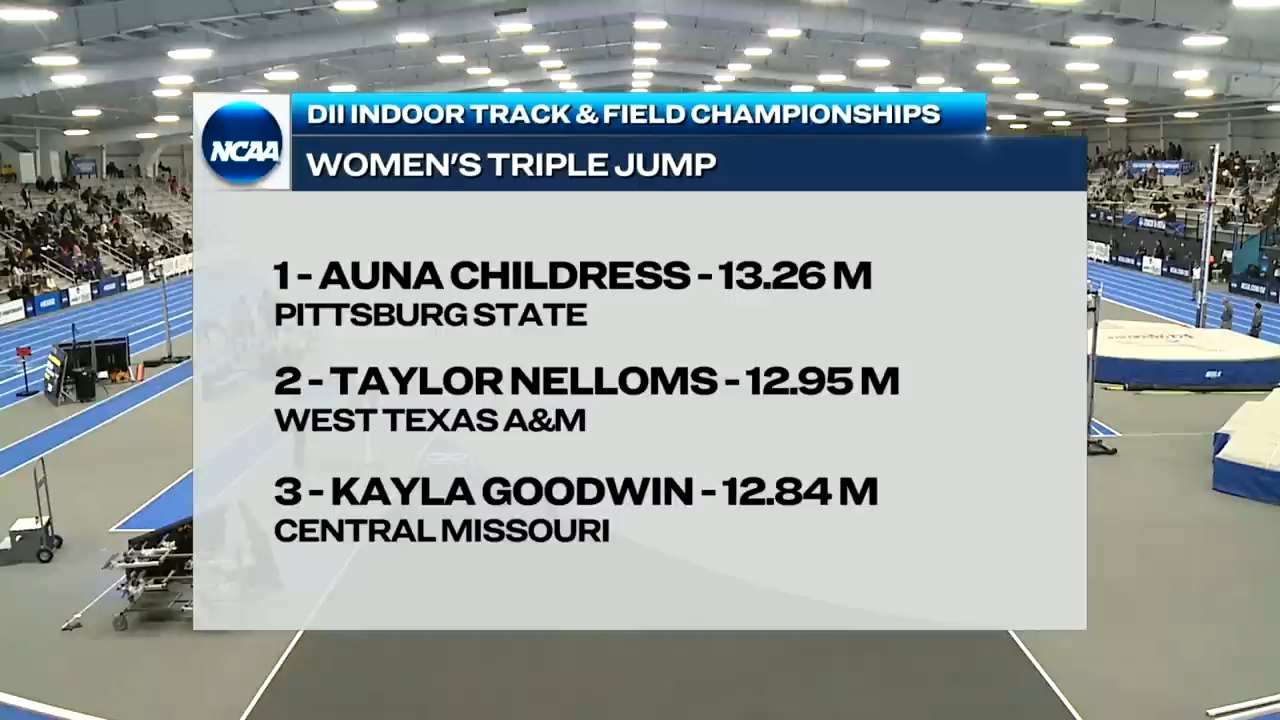 NCAA
DII INDOOR TRACK & FIELD CHAMPIONSHIPS
WOMEN'S TRIPLE JUMP
1 - AUNA CHILDRESS - 13.26 M
PITTSBURG STATE
2 - TAYLOR NELLOMS - 12.95 M
WEST TEXAS A&M
3 - KAYLA GOODWIN - 12.84 M
CENTRAL MISSOURI